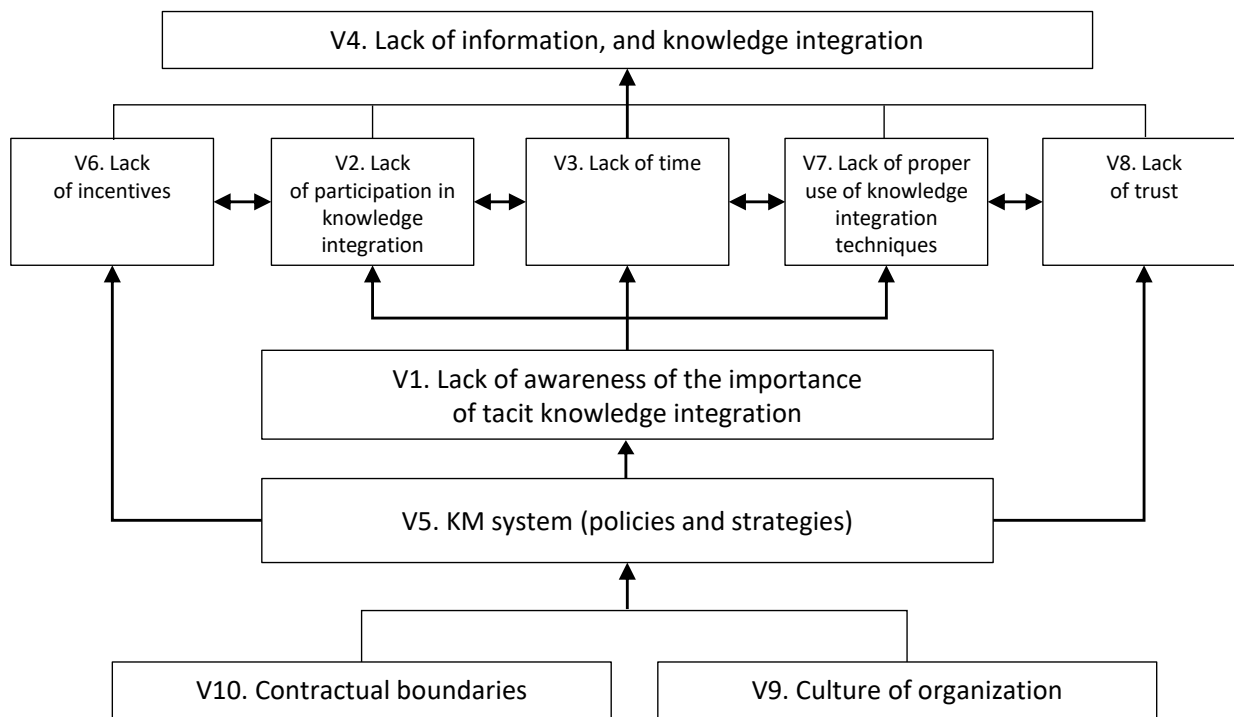 V4. Lack of information, and knowledge integration
V6. Lack
of incentives
V2. Lack
of participation in
knowledge
integration
V3. Lack of time
V7. Lack of proper
use of knowledge
integration
techniques
V8. Lack
of trust
V1. Lack of awareness of the importance
of tacit knowledge integration
V5. KM system (policies and strategies)
V10. Contractual boundaries
V9. Culture of organization